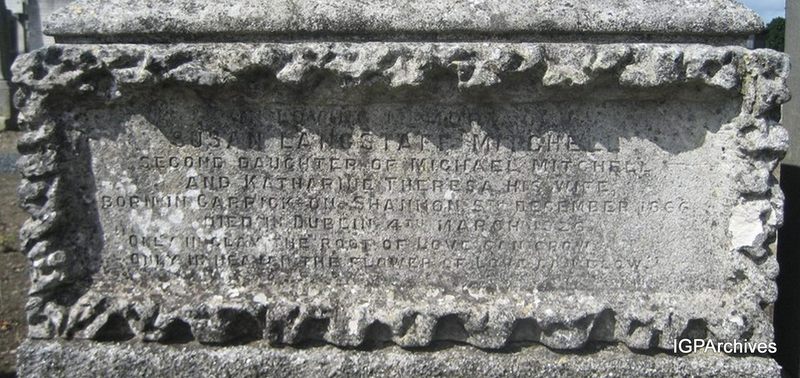 IN LOVING MEMORY OF
SUSAN LANGSTAFF MITCHELL
SECOND DAUGHTER OF MICHAEL MITCHELL
AND KATHARINE THERESA HIS WIFE,
BORN IN CARRICK-ON-SHANNON 5TH DECEMBER 1866
DIED IN DUBLIN 4TH MARCH 1926
ONLY IN CLAY THE ROOT OF LOVE CAN GROW
ONLY IN HEAVEN THE FLOWER OF LOVE
IGPArchives